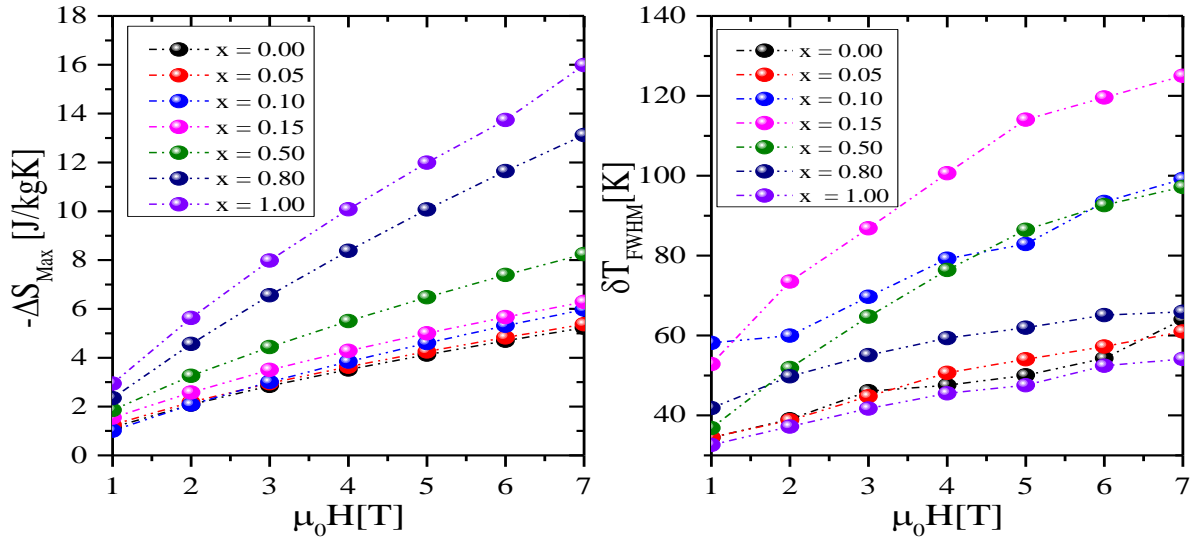 18
16
14
12
10
8
6
4
2
0
-ΔS_Max [J/kgK]
x = 0.00
x = 0.05
x = 0.10
x = 0.15
x = 0.50
x = 0.80
x = 1.00
1 2 3 4 5 6 7
μ₀H[T]
140
120
100
80
60
40
δT_FWHM[K]
x = 0.00
x = 0.05
x = 0.10
x = 0.15
x = 0.50
x = 0.80
x = 1.00
1 2 3 4 5 6 7
μ₀H[T]